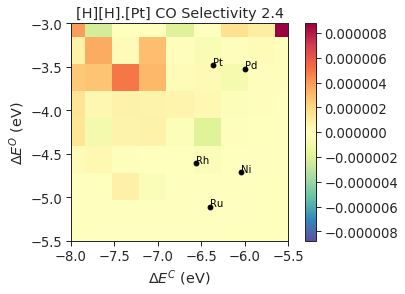 [H][H].[Pt] CO Selectivity 2.4
−3.0
−3.5
−4.0
−4.5
−5.0
−5.5
ΔE^O (eV)
Pt
Pd
Rh
Ni
Ru
−8.0 −7.5 −7.0 −6.5 −6.0 −5.5
ΔE^C (eV)
0.000008
0.000006
0.000004
0.000002
0.000000
−0.000002
−0.000004
−0.000006
−0.000008